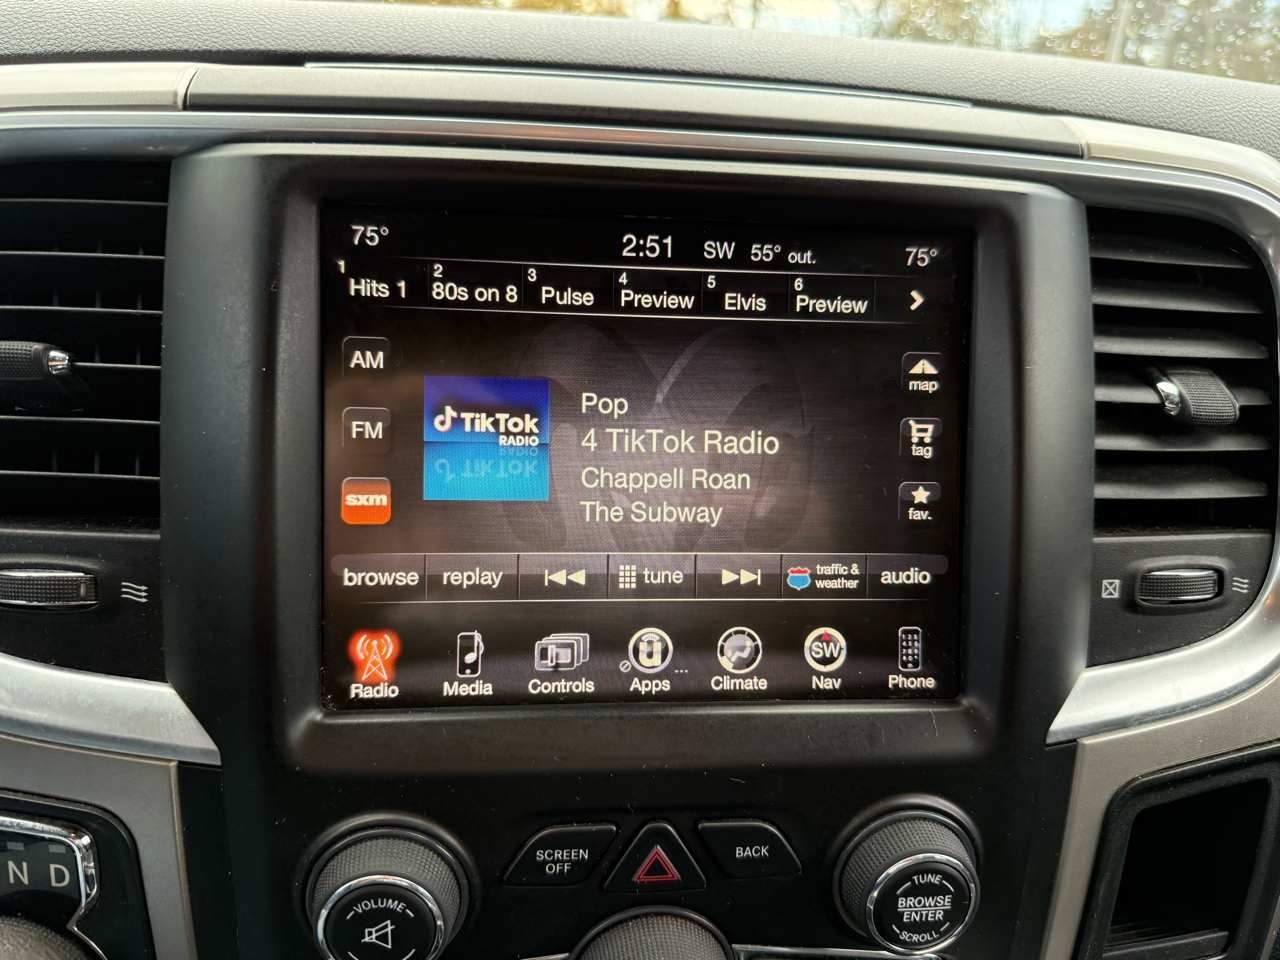 75°
2:51 SW 55° out.
75°
1 Hits 1
2 80s on 8
3 Pulse
4 Preview
5 Elvis
6 Preview
AM
FM
sxm
TikTok
RADIO
Pop
4 TikTok Radio
Chappell Roan
The Subway
map
tag
fav.
browse
replay
tune
traffic &
weather
audio
Radio
Media
Controls
Apps
Climate
SW
Nav
Phone
N D
SCREEN
OFF
BACK
VOLUME
TUNE
BROWSE
ENTER
SCROLL